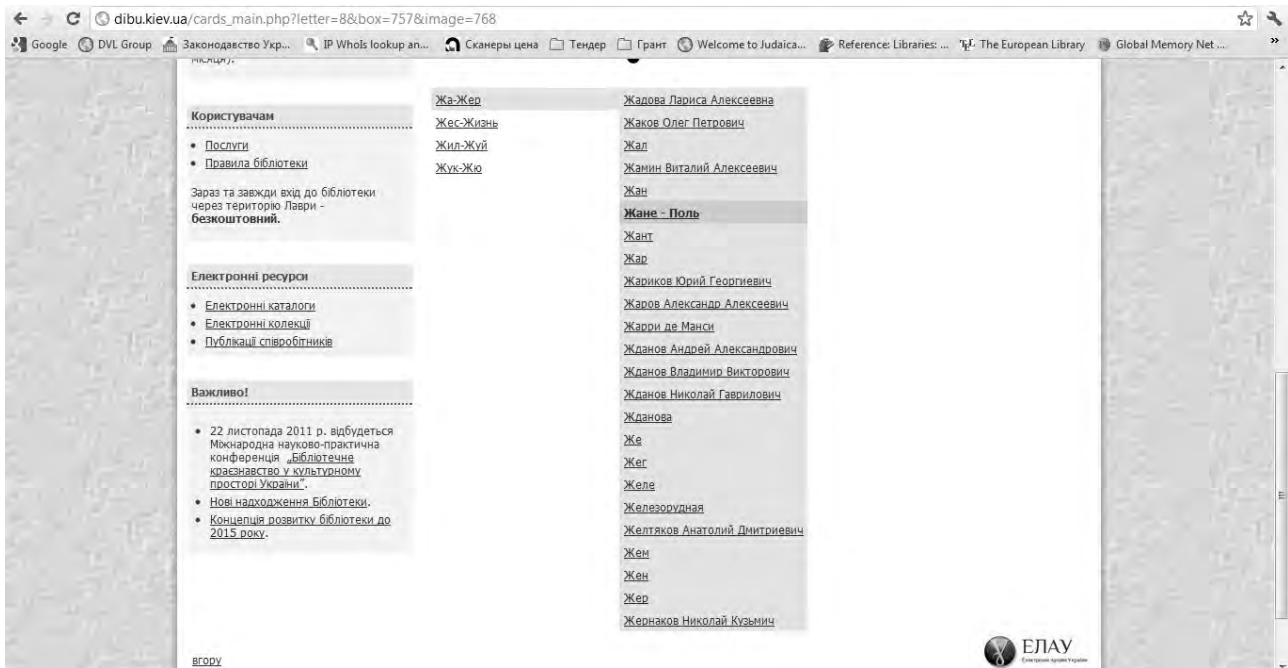 dibu.kiev.ua/cards_main.php?letter=8&box=757&image=768
Google DVL Group Законодавство Укр... IP WhoIs lookup an... Сканеры цена Тендер Грант Welcome to Judaica... Reference: Libraries: ... The European Library Global Memory Net ... »
місяця).
Користувачам
• Послуги
• Правила бібліотеки
Зараз та завжди вхід до бібліотеки
через територію Лаври -
безкоштовний.
Електронні ресурси
• Електронні каталоги
• Електронні колекції
• Публікації співробітників
Важливо!
• 22 листопада 2011 р. відбудеться
Міжнародна науково-практична
конференція „Бібліотечне
краєзнавство у культурному
просторі України”.
• Нові надходження Бібліотеки.
• Концепція розвитку бібліотеки до
2015 року.
вгору
Жа-Жер
Жес-Жизнь
Жил-Жуй
Жук-Жю
Жадова Лариса Алексеевна
Жаков Олег Петрович
Жал
Жамин Виталий Алексеевич
Жан
Жане - Поль
Жант
Жар
Жариков Юрий Георгиевич
Жаров Александр Алексеевич
Жарри де Манси
Жданов Андрей Александрович
Жданов Владимир Викторович
Жданов Николай Гаврилович
Жданова
Же
Жег
Желе
Железорудная
Желтяков Анатолий Дмитриевич
Жем
Жен
Жер
Жернаков Николай Кузьмич
ЕЛАУ
Електронні архіви України